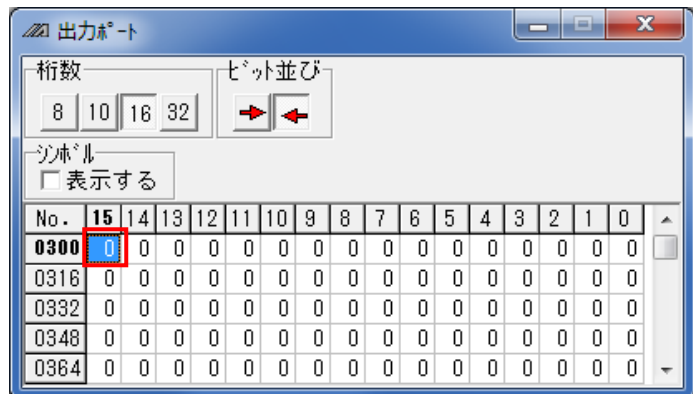 出力ﾎﾟｰﾄ
桁数
ﾋﾞｯﾄ並び
8 10 16 32
ｼﾝﾎﾞﾙ
表示する
No. 15 14 13 12 11 10 9 8 7 6 5 4 3 2 1 0
0300 0 0 0 0 0 0 0 0 0 0 0 0 0 0 0 0
0316 0 0 0 0 0 0 0 0 0 0 0 0 0 0 0 0
0332 0 0 0 0 0 0 0 0 0 0 0 0 0 0 0 0
0348 0 0 0 0 0 0 0 0 0 0 0 0 0 0 0 0
0364 0 0 0 0 0 0 0 0 0 0 0 0 0 0 0 0